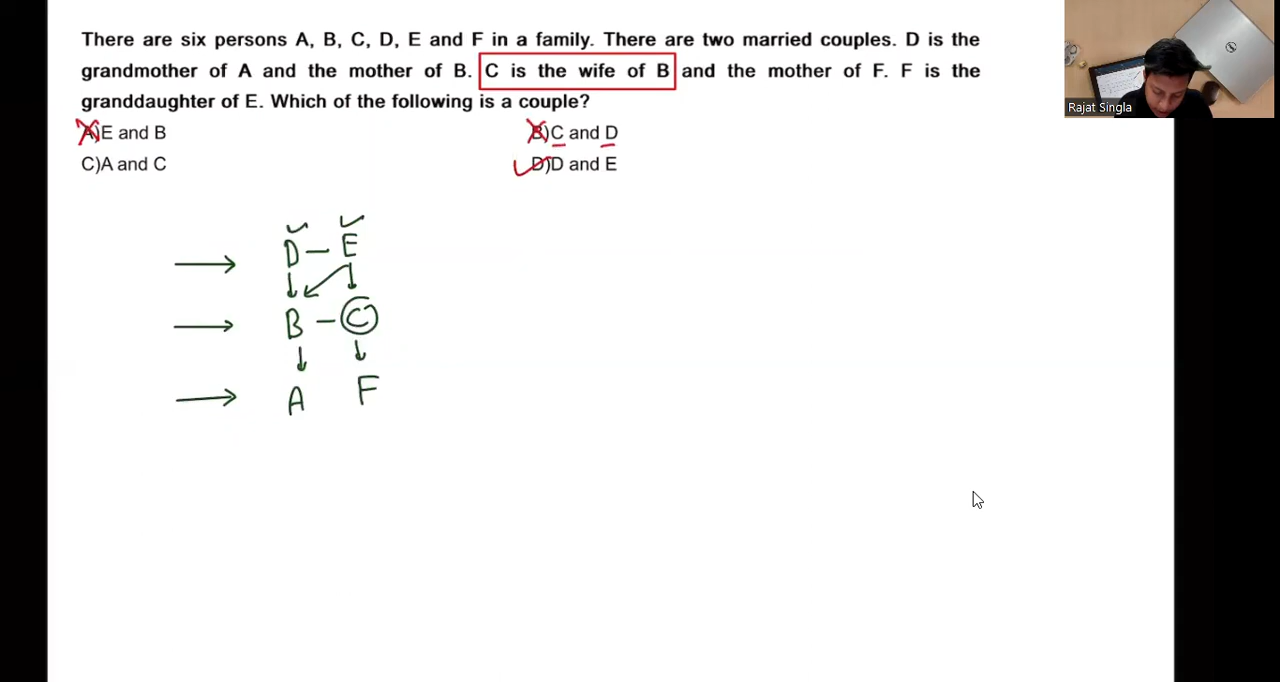 There are six persons A, B, C, D, E and F in a family. There are two married couples. D is the
grandmother of A and the mother of B. C is the wife of B and the mother of F. F is the
granddaughter of E. Which of the following is a couple?
A)E and B
B)C and D
C)A and C
D)D and E
D - E
B - C
A F
Rajat Singla